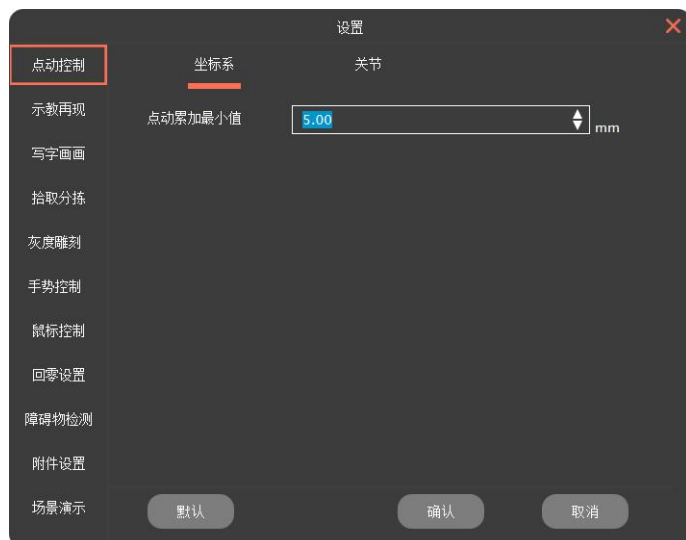 设置
点动控制
坐标系
关节
示教再现
点动累加最小值
5.00
mm
写字画画
拾取分拣
灰度雕刻
手势控制
鼠标控制
回零设置
障碍物检测
附件设置
场景演示
默认
确认
取消